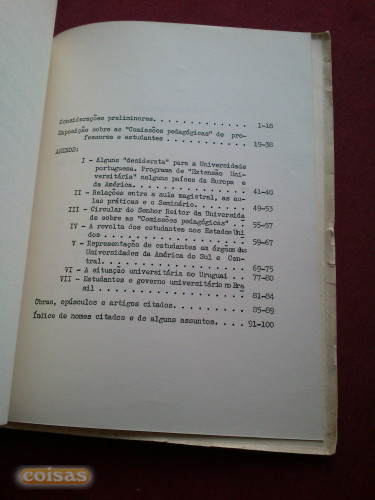 Considerações preliminares. . . . . . . . . . . . 1-18
Exposição sobre as "Comissões pedagógicas" de pro-
fessores e estudantes . . . . . . . . . . . 19-38
ADENDOS:
I - Alguns "desiderata" para a Universidade
portuguesa. Programa de "Extensão Uni-
versitária" nalguns países da Europa e
da América. . . . . . . . . . . . . 41-48
II - Relações entre a aula magistral, as au
las práticas e o Seminário. . . . . . . 49-53
III - Circular do Senhor Reitor da Universida
de sobre as "Comissões pedagógicas" . . . 55-57
IV - A revolta dos estudantes nos Estados Uni
dos . . . . . . . . . . . . . . . 59-67
V - Representação de estudantes em órgãos de
Universidades da América do Sul e Cen-
tral. . . . . . . . . . . . . . . 69-75
VI - A situação universitária no Uruguai . . . 77-80
VII - Estudantes e governo universitário no Bra
sil . . . . . . . . . . . . . . . 81-84
Obras, opúsculos e artigos citados. . . . . . . . 85-89
Índice de nomes citados e de alguns assuntos. . . . 91-100
coisas